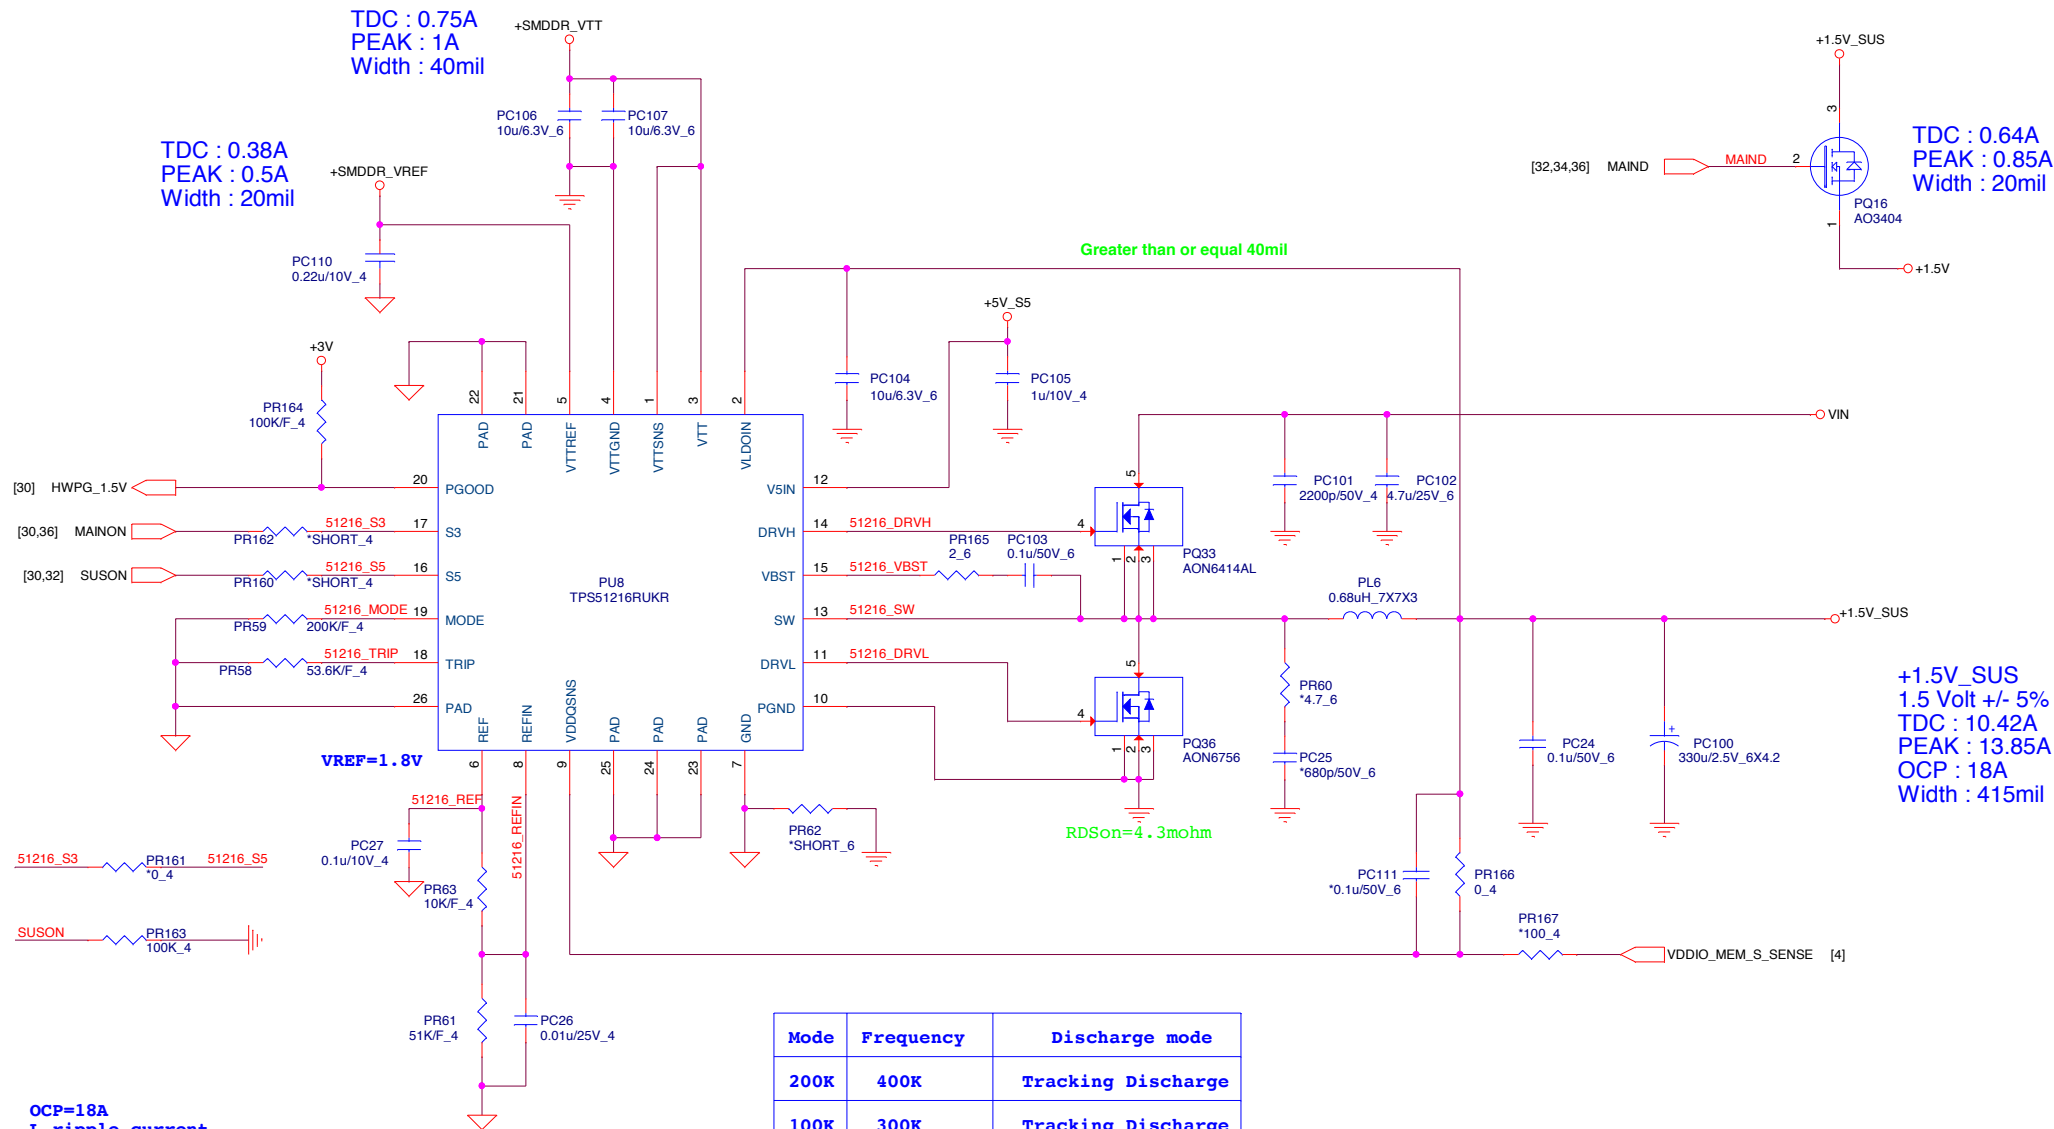 TDC : 0.75A
PEAK : 1A
Width : 40mil
+SMDDR_VTT
PC106
10u/6.3V_6
PC107
10u/6.3V_6
TDC : 0.38A
PEAK : 0.5A
Width : 20mil
+SMDDR_VREF
PC110
0.22u/10V_4
+1.5V_SUS
3
[32,34,36] MAIND
MAIND
2
PQ16
AO3404
1
+1.5V
TDC : 0.64A
PEAK : 0.85A
Width : 20mil
Greater than or equal 40mil
+5V_S5
PC104
10u/6.3V_6
PC105
1u/10V_4
+3V
PR164
100K/F_4
22
21
5
4
1
3
2
PAD
PAD
VTTREF
VTTGND
VTTSNS
VTT
VLDOIN
VIN
PC101
2200p/50V_4
PC102
4.7u/25V_6
[30] HWPG_1.5V
20
PGOOD
V5IN
12
[30,36] MAINON
PR162
*SHORT_4
51216_S3
17
S3
DRVH
14
51216_DRVH
4
5
1
2
3
PQ33
AON6414AL
[30,32] SUSON
PR160
*SHORT_4
51216_S5
16
S5
VBST
15
51216_VBST
PR165
2_6
PC103
0.1u/50V_6
PU8
TPS51216RUKR
PR59
200K/F_4
51216_MODE
19
MODE
SW
13
51216_SW
PL6
0.68uH_7X7X3
+1.5V_SUS
PR58
53.6K/F_4
51216_TRIP
18
TRIP
DRVL
11
51216_DRVL
5
4
1
2
3
PQ36
AON6756
26
PAD
PGND
10
REF
REFIN
VDDQSNS
PAD
PAD
PAD
GND
6
8
9
25
24
23
7
VREF=1.8V
PR60
*4.7_6
PC25
*680p/50V_6
PC24
0.1u/50V_6
+
PC100
330u/2.5V_6X4.2
+1.5V_SUS
1.5 Volt +/- 5%
TDC : 10.42A
PEAK : 13.85A
OCP : 18A
Width : 415mil
RDSon=4.3mohm
51216_REF
51216_REFIN
PC27
0.1u/10V_4
PR62
*SHORT_6
51216_S3
PR161
*0_4
51216_S5
PR63
10K/F_4
PC111
*0.1u/50V_6
PR166
0_4
SUSON
PR163
100K_4
PR167
*100_4
VDDIO_MEM_S_SENSE [4]
PR61
51K/F_4
PC26
0.01u/25V_4
Mode Frequency Discharge mode
200K 400K Tracking Discharge
100K 300K Tracking Discharge
OCP=18A
L ripple current